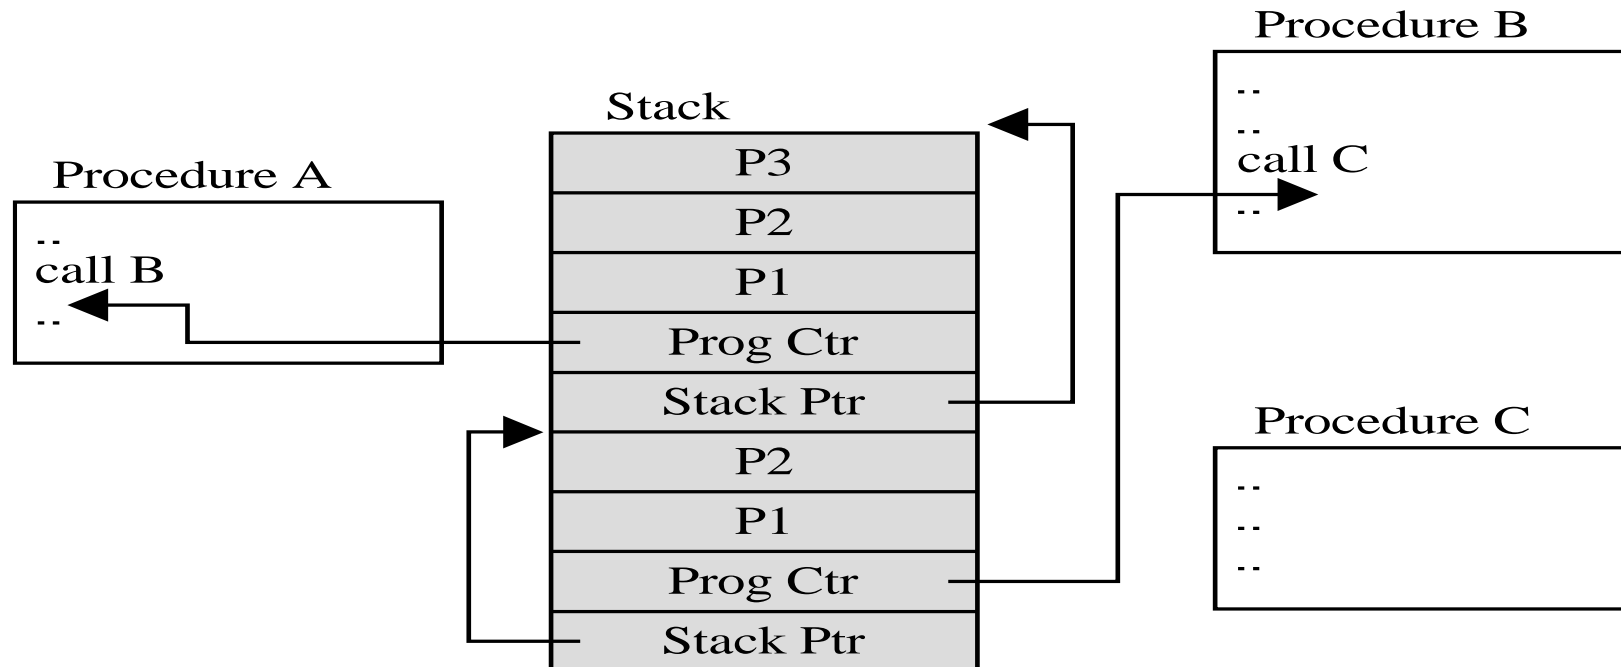 Procedure A
--
call B
--
Stack
P3
P2
P1
Prog Ctr
Stack Ptr
P2
P1
Prog Ctr
Stack Ptr
Procedure B
--
--
call C
--
Procedure C
--
--
--